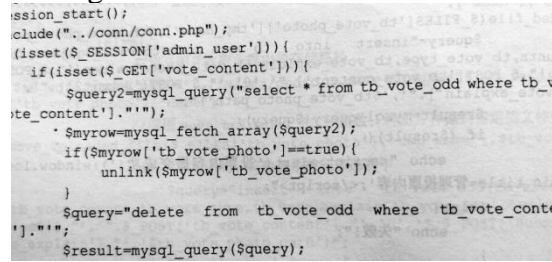 ession_start();
clude("../conn/conn.php");
(isset($_SESSION['admin_user'])){
if(isset($_GET['vote_content'])){
$query2=mysql_query("select * from tb_vote_odd where tb_v
ote_content']."'");
$myrow=mysql_fetch_array($query2);
if($myrow['tb_vote_photo']==true){
unlink($myrow['tb_vote_photo']);
}
$query="delete from tb_vote_odd where tb_vote_conte
']."'";
$result=mysql_query($query);